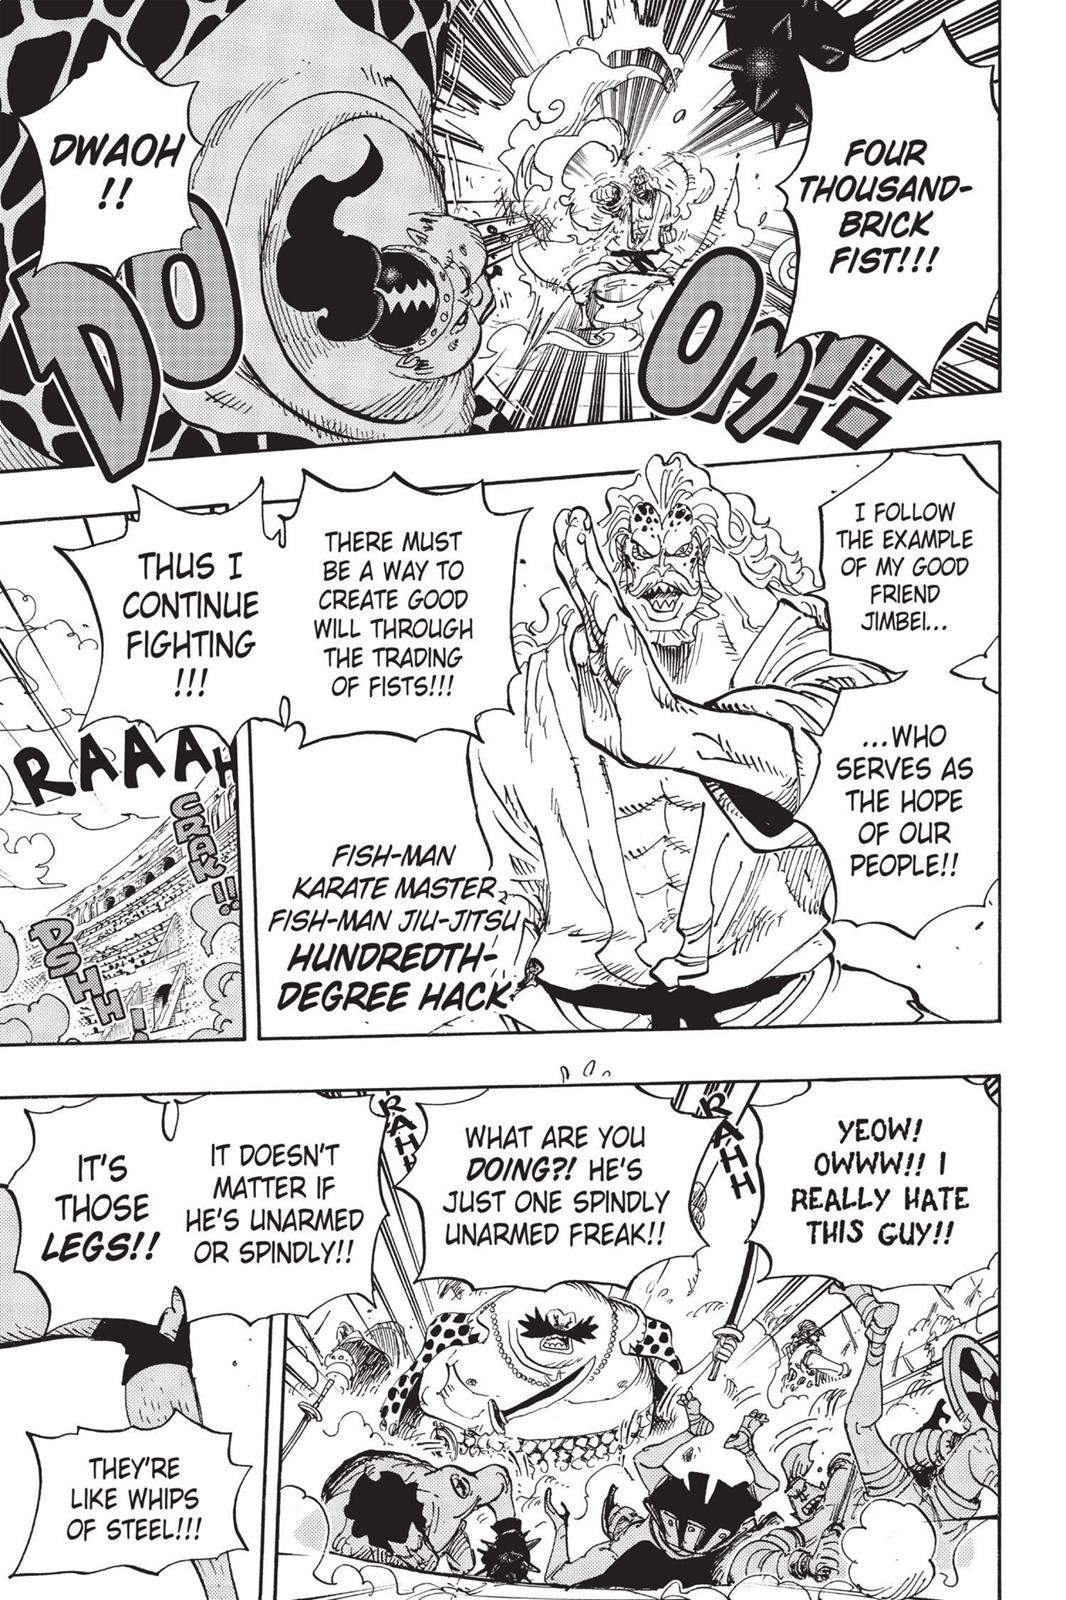 FOUR
THOUSAND-
BRICK
FIST!!!
DWAOH
!!
DOOM!!
I FOLLOW
THE EXAMPLE
OF MY GOOD
FRIEND
JIMBEI...
...WHO
SERVES AS
THE HOPE
OF OUR
PEOPLE!!
THERE MUST
BE A WAY TO
CREATE GOOD
WILL THROUGH
THE TRADING
OF FISTS!!!
FISH-MAN
KARATE MASTER,
FISH-MAN JIU-JITSU
HUNDREDTH-
DEGREE HACK
THUS I
CONTINUE
FIGHTING
!!!
RAAAH
CRAK!!
DSHH!
YEOW!
OWWW!! I
REALLY HATE
THIS GUY!!
RAHH
WHAT ARE YOU
DOING?! HE'S
JUST ONE SPINDLY
UNARMED FREAK!!
RAHH
IT DOESN'T
MATTER IF
HE'S UNARMED
OR SPINDLY!!
IT'S
THOSE
LEGS!!
THEY'RE
LIKE WHIPS
OF STEEL!!!